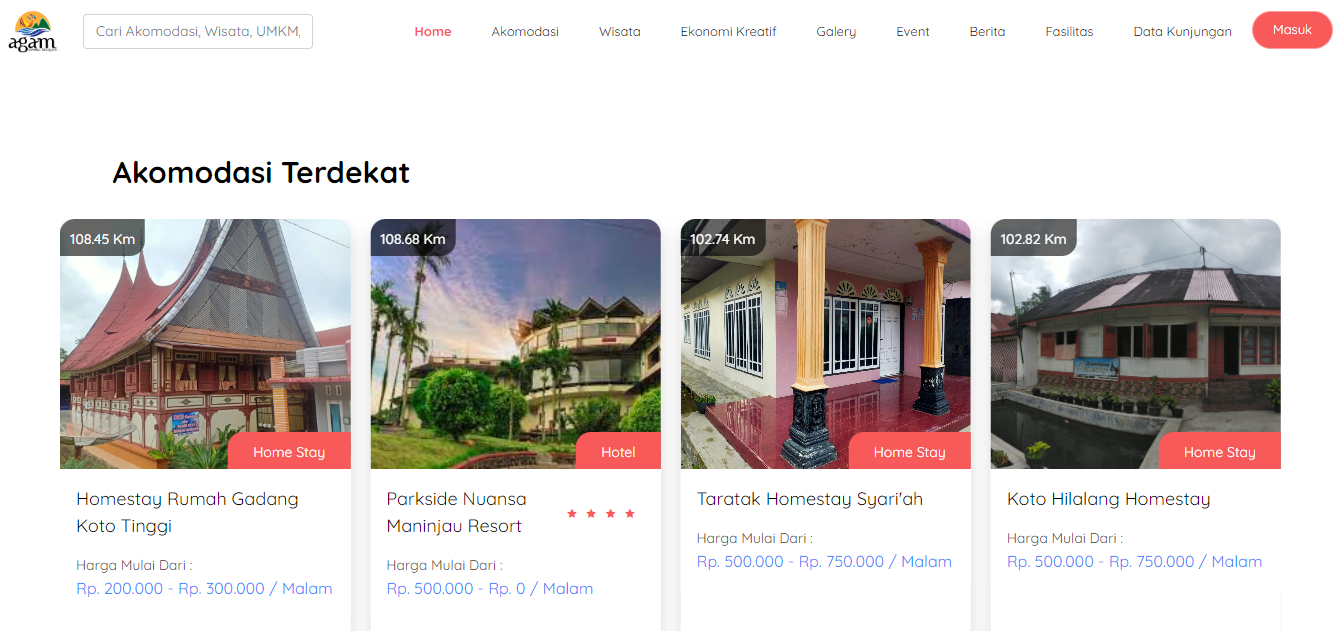 agam
Cari Akomodasi, Wisata, UMKM,
Home
Akomodasi
Wisata
Ekonomi Kreatif
Galery
Event
Berita
Fasilitas
Data Kunjungan
Masuk
Akomodasi Terdekat
108.45 Km
Home Stay
Homestay Rumah Gadang
Koto Tinggi
Harga Mulai Dari :
Rp. 200.000 - Rp. 300.000 / Malam
108.68 Km
Hotel
Parkside Nuansa
Maninjau Resort
Harga Mulai Dari :
Rp. 500.000 - Rp. 0 / Malam
102.74 Km
Home Stay
Taratak Homestay Syari'ah
Harga Mulai Dari :
Rp. 500.000 - Rp. 750.000 / Malam
102.82 Km
Home Stay
Koto Hilalang Homestay
Harga Mulai Dari :
Rp. 500.000 - Rp. 750.000 / Malam